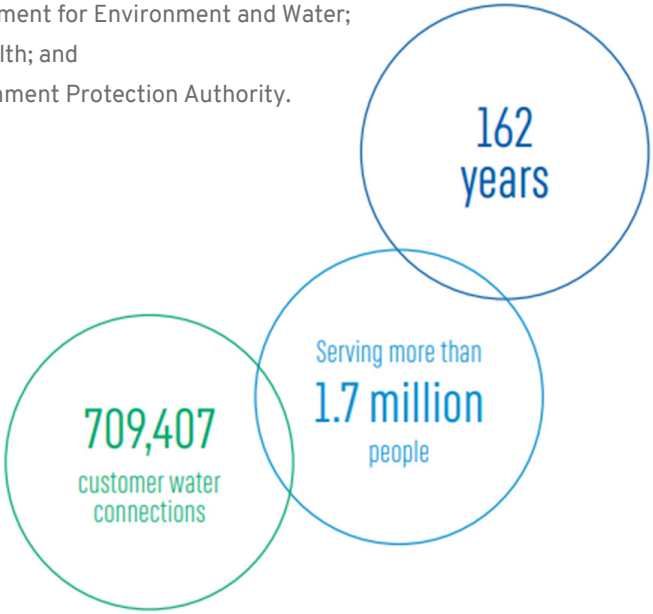 ment for Environment and Water;
lth; and
nment Protection Authority.
162
years
Serving more than
1.7 million
people
709,407
customer water
connections